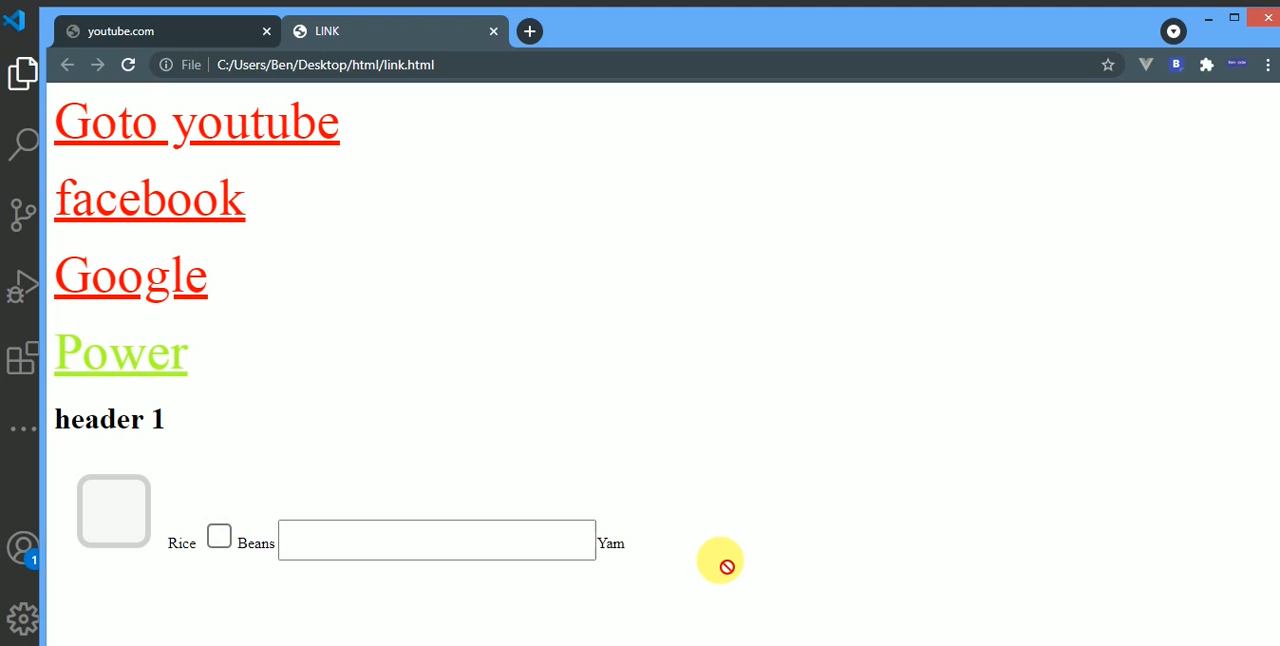 youtube.com
LINK
File
C:/Users/Ben/Desktop/html/link.html
B
Goto youtube
facebook
Google
Power
header 1
Rice
Beans
Yam
1